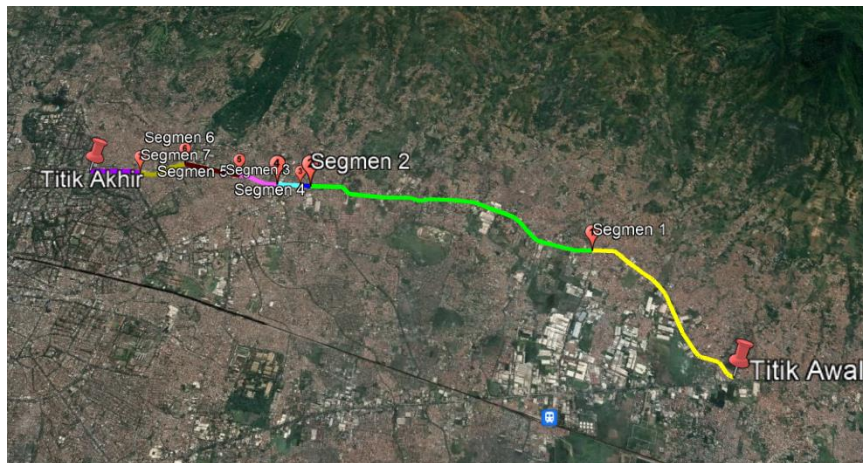 Segmen 6
Segmen 7
Titik Akhir
Segmen 5
Segmen 3
Segmen 2
Segmen 4
Segmen 1
Titik Awal